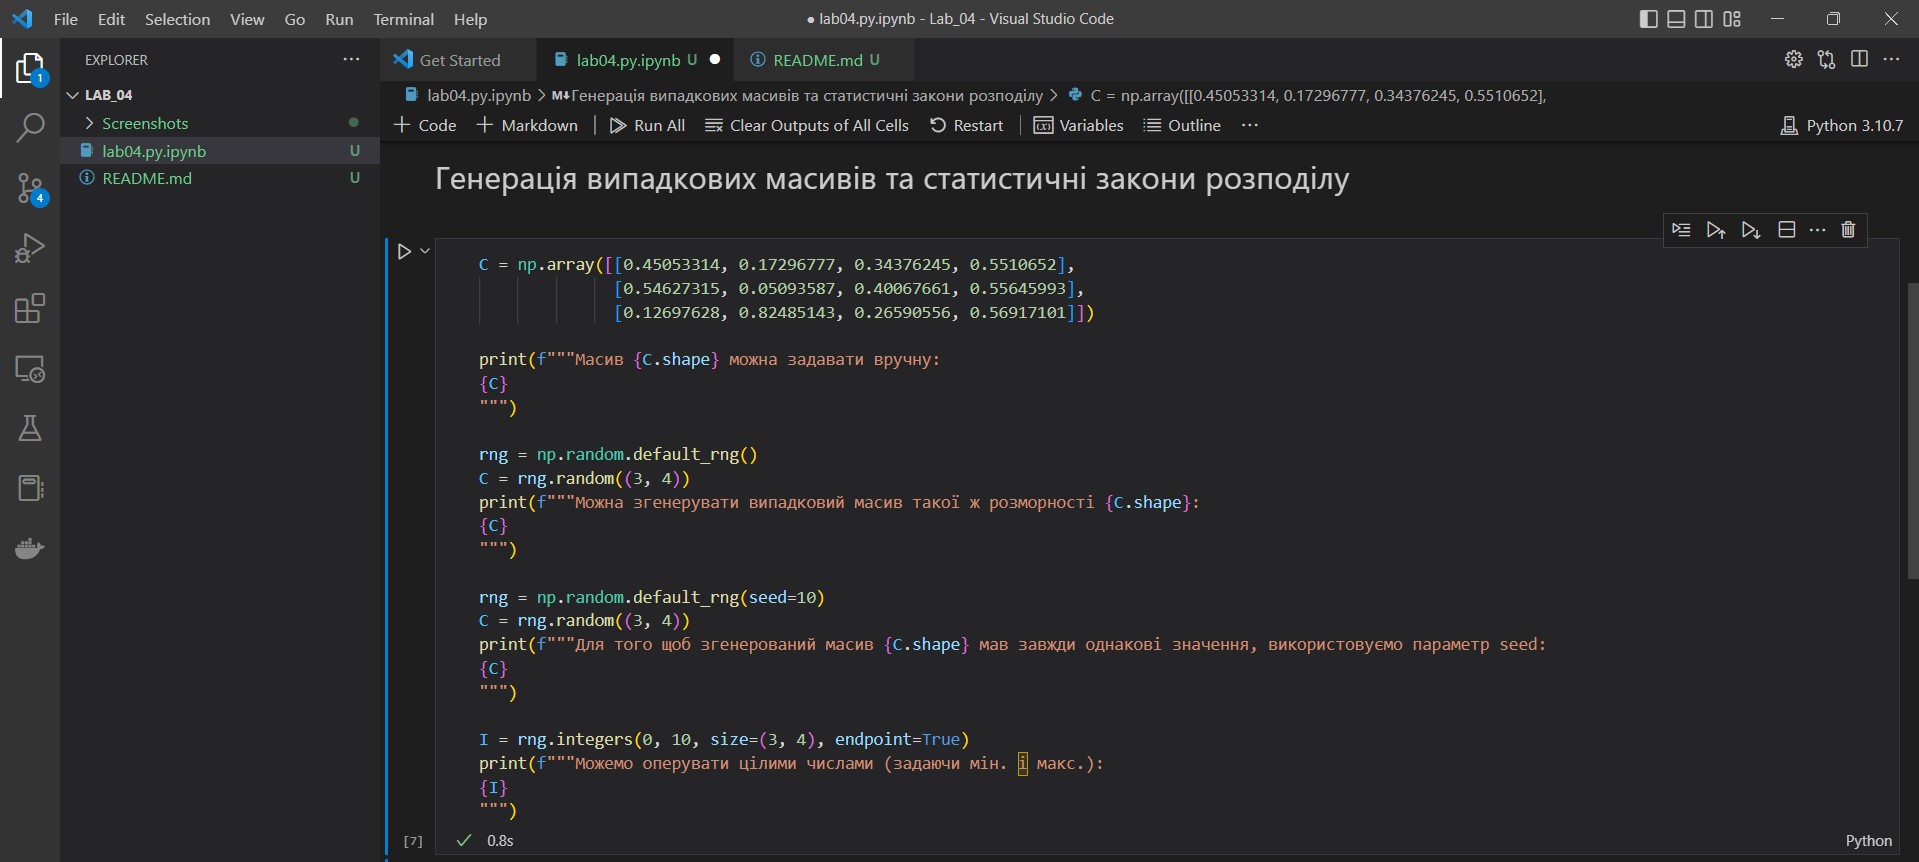 File Edit Selection View Go Run Terminal Help
● lab04.py.ipynb - Lab_04 - Visual Studio Code
EXPLORER
LAB_04
Screenshots
lab04.py.ipynb U
README.md U
1
4
Get Started
lab04.py.ipynb U ●
README.md U
lab04.py.ipynb > M↓Генерація випадкових масивів та статистичні закони розподілу > C = np.array([[0.45053314, 0.17296777, 0.34376245, 0.5510652],
+ Code + Markdown | Run All Clear Outputs of All Cells Restart | Variables Outline ···
Python 3.10.7
Генерація випадкових масивів та статистичні закони розподілу
C = np.array([[0.45053314, 0.17296777, 0.34376245, 0.5510652],
[0.54627315, 0.05093587, 0.40067661, 0.55645993],
[0.12697628, 0.82485143, 0.26590556, 0.56917101]])
print(f"""Масив {C.shape} можна задавати вручну:
{C}
""")
rng = np.random.default_rng()
C = rng.random((3, 4))
print(f"""Можна згенерувати випадковий масив такої ж розморності {C.shape}:
{C}
""")
rng = np.random.default_rng(seed=10)
C = rng.random((3, 4))
print(f"""Для того щоб згенерований масив {C.shape} мав завжди однакові значення, використовуємо параметр seed:
{C}
""")
I = rng.integers(0, 10, size=(3, 4), endpoint=True)
print(f"""Можемо оперувати цілими числами (задаючи мін. і макс.):
{I}
""")
[7] ✓ 0.8s
Python